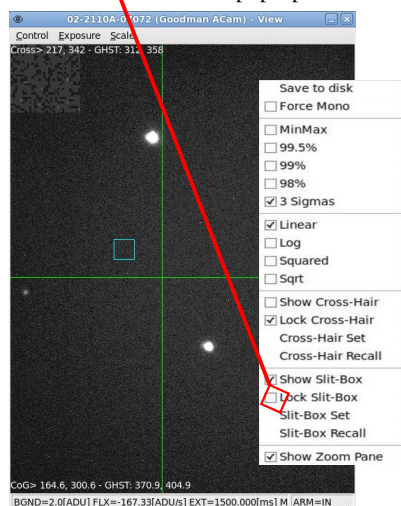 02-2110A-07072 (Goodman ACam) - View
Control Exposure Scale
Cross> 217, 342 - GHST: 312, 358
Save to disk
Force Mono
MinMax
99.5%
99%
98%
3 Sigmas
Linear
Log
Squared
Sqrt
Show Cross-Hair
Lock Cross-Hair
Cross-Hair Set
Cross-Hair Recall
Show Slit-Box
Lock Slit-Box
Slit-Box Set
Slit-Box Recall
Show Zoom Pane
CoG> 164.6, 300.6 - GHST: 370.9, 404.9
BGND=2.0[ADU] FLX=-167.33[ADU/s] EXT=1500.000[ms] M ARM=IN